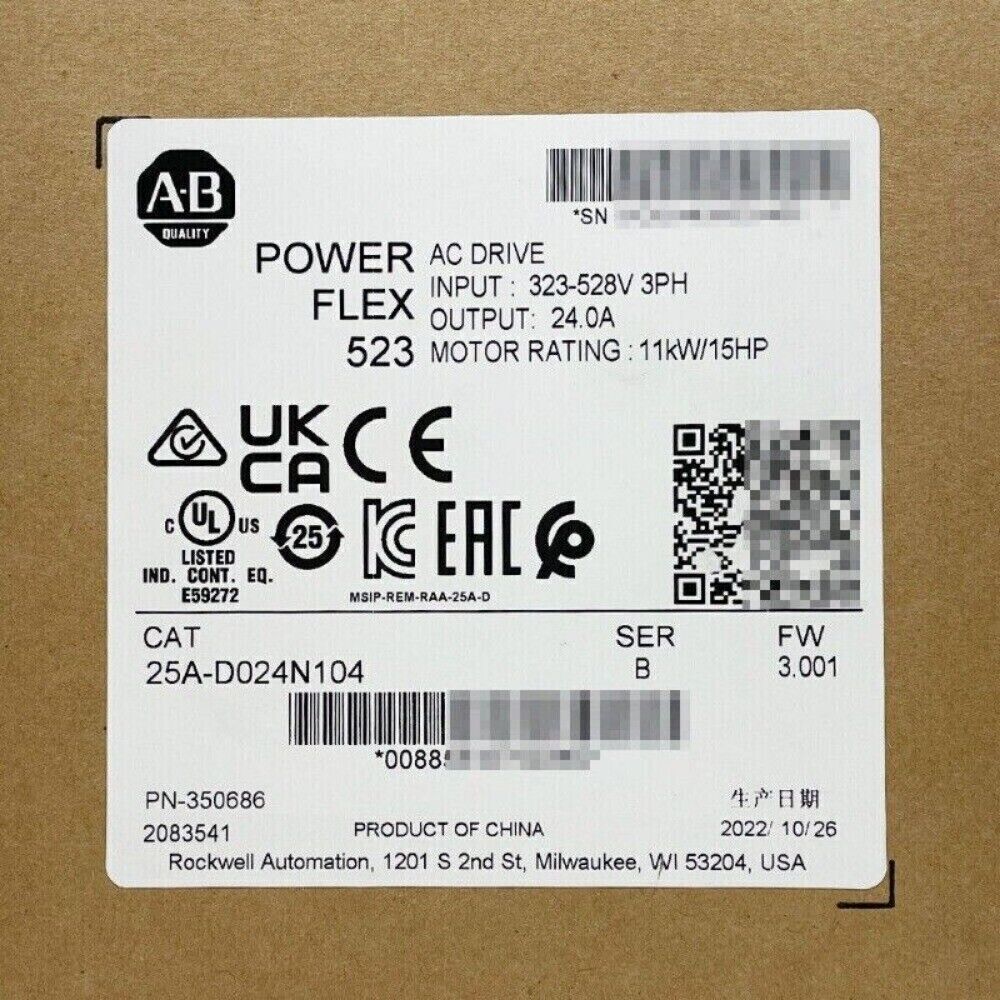 A-B
QUALITY
*SN
POWER
FLEX
523
AC DRIVE
INPUT : 323-528V 3PH
OUTPUT: 24.0A
MOTOR RATING : 11kW/15HP
UK
CA
CE
C UL US
LISTED
IND. CONT. EQ.
E59272
25
KC
EAC
MSIP-REM-RAA-25A-D
CAT
25A-D024N104
SER
B
FW
3.001
*0088
PN-350686
2083541
PRODUCT OF CHINA
生产日期
2022/ 10/26
Rockwell Automation, 1201 S 2nd St, Milwaukee, WI 53204, USA